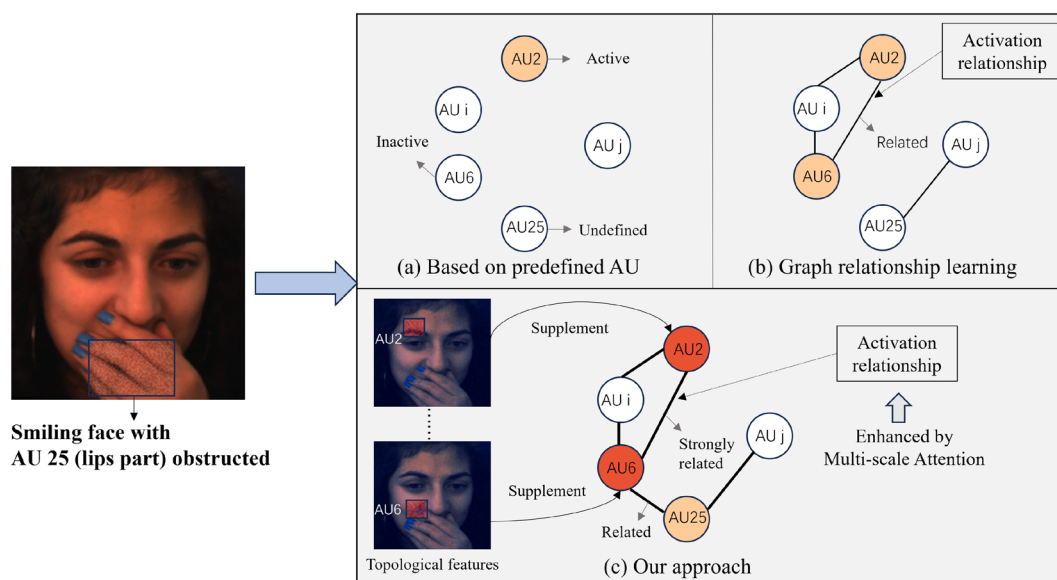 Smiling face with
AU 25 (lips part) obstructed
AU2
Active
AU i
Inactive
AU j
AU6
AU25
Undefined
(a) Based on predefined AU
AU2
Activation
relationship
AU i
Related
AU j
AU6
AU25
(b) Graph relationship learning
AU2
Supplement
AU2
Activation
relationship
AU i
AU j
Strongly
related
Enhanced by
Multi-scale Attention
AU6
AU6
Supplement
Related
AU25
Topological features
(c) Our approach